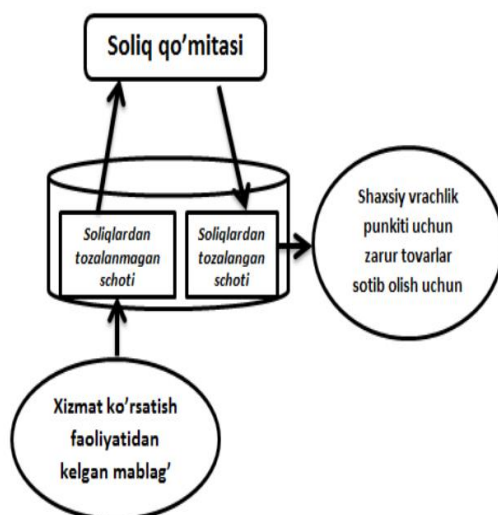 Soliq qo'mitasi
Soliqlardan
tozalanmagan
schoti
Soliqlardan
tozalangan
schoti
Shaxsiy vrachlik
punkiti uchun
zarur tovarlar
sotib olish uchun
Xizmat ko'rsatish
faoliyatidan
kelgan mablag'